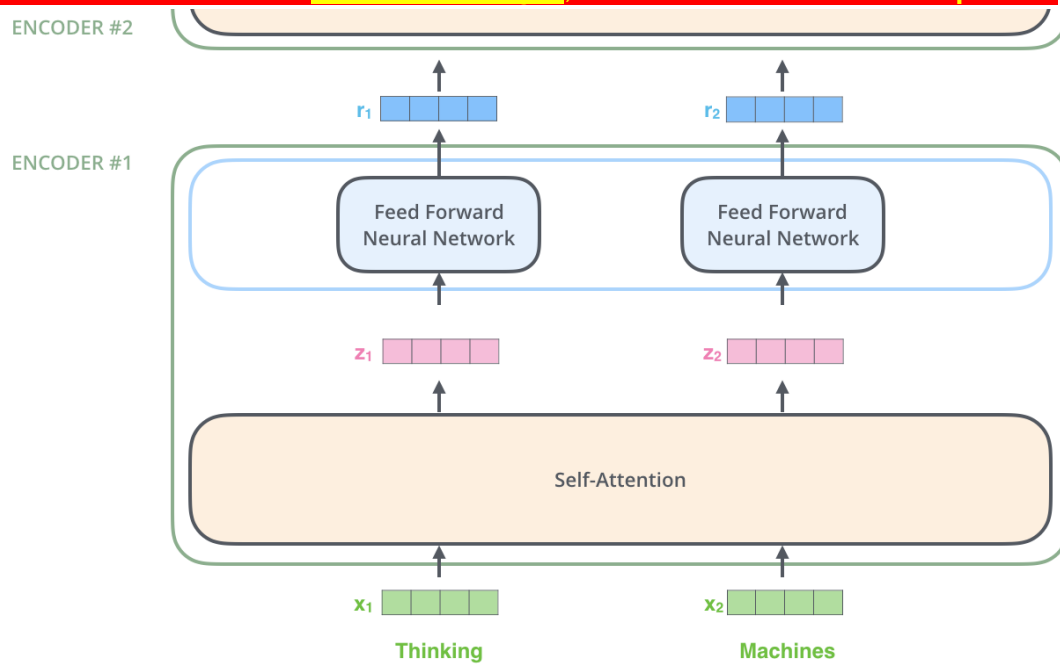 ENCODER #2
r₁
r₂
ENCODER #1
Feed Forward
Neural Network
Feed Forward
Neural Network
z₁
z₂
Self-Attention
x₁
x₂
Thinking
Machines